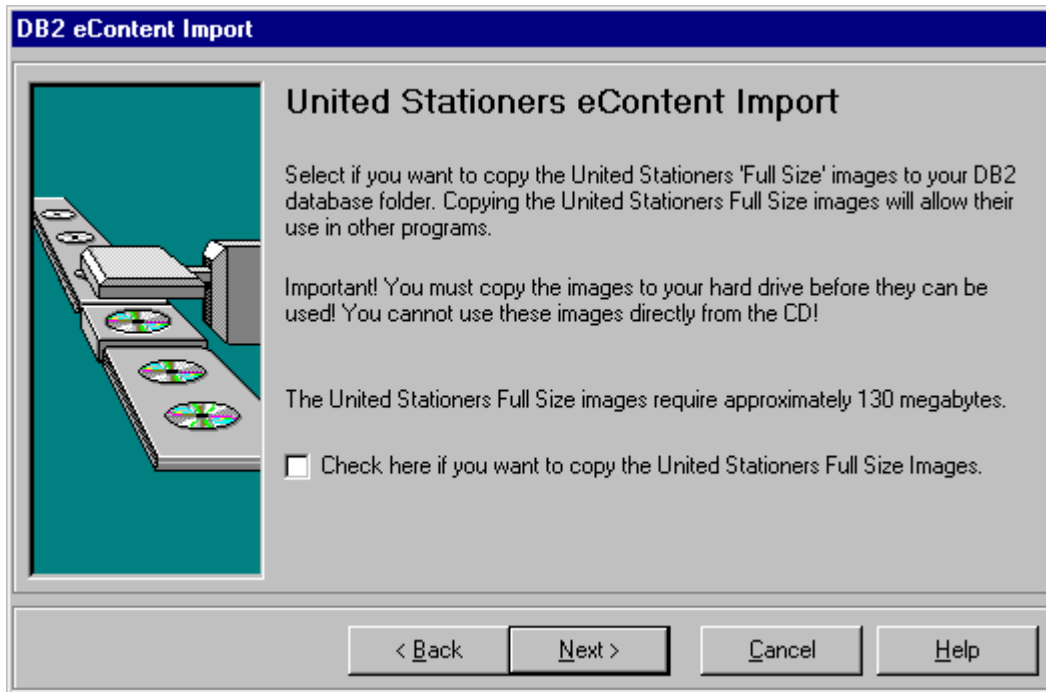 DB2 eContent Import
United Stationers eContent Import
Select if you want to copy the United Stationers 'Full Size' images to your DB2
database folder. Copying the United Stationers Full Size images will allow their
use in other programs.
Important! You must copy the images to your hard drive before they can be
used! You cannot use these images directly from the CD!
The United Stationers Full Size images require approximately 130 megabytes.
Check here if you want to copy the United Stationers Full Size Images.
< Back Next > Cancel Help